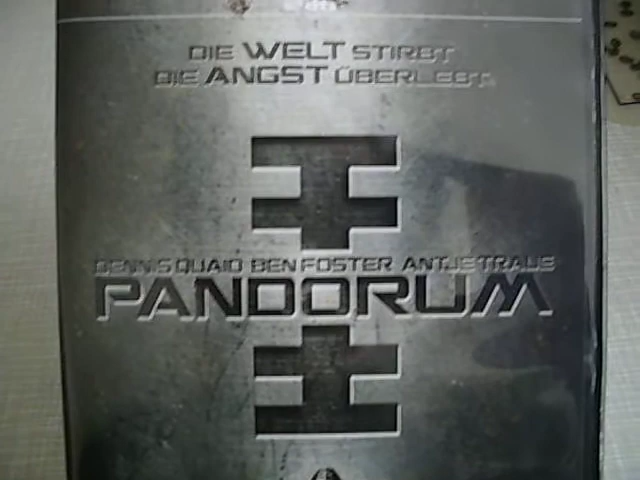 DIE WELT STIRBT
DIE ANGST ÜBERLEBT.
DENNIS QUAID BEN FOSTER ANTJE TRAUE
PANDORUM